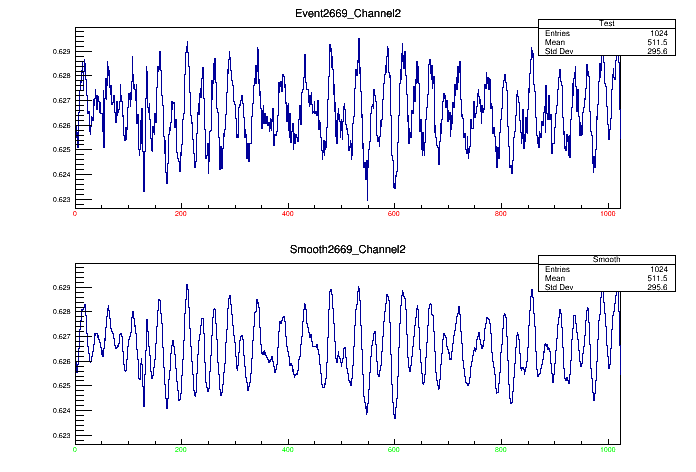 Event2669_Channel2
Test
Entries 1024
Mean 511.5
Std Dev 295.6
0.629
0.628
0.627
0.626
0.625
0.624
0.623
0 200 400 600 800 1000
Smooth2669_Channel2
Smooth
Entries 1024
Mean 511.5
Std Dev 295.6
0.629
0.628
0.627
0.626
0.625
0.624
0.623
0 200 400 600 800 1000